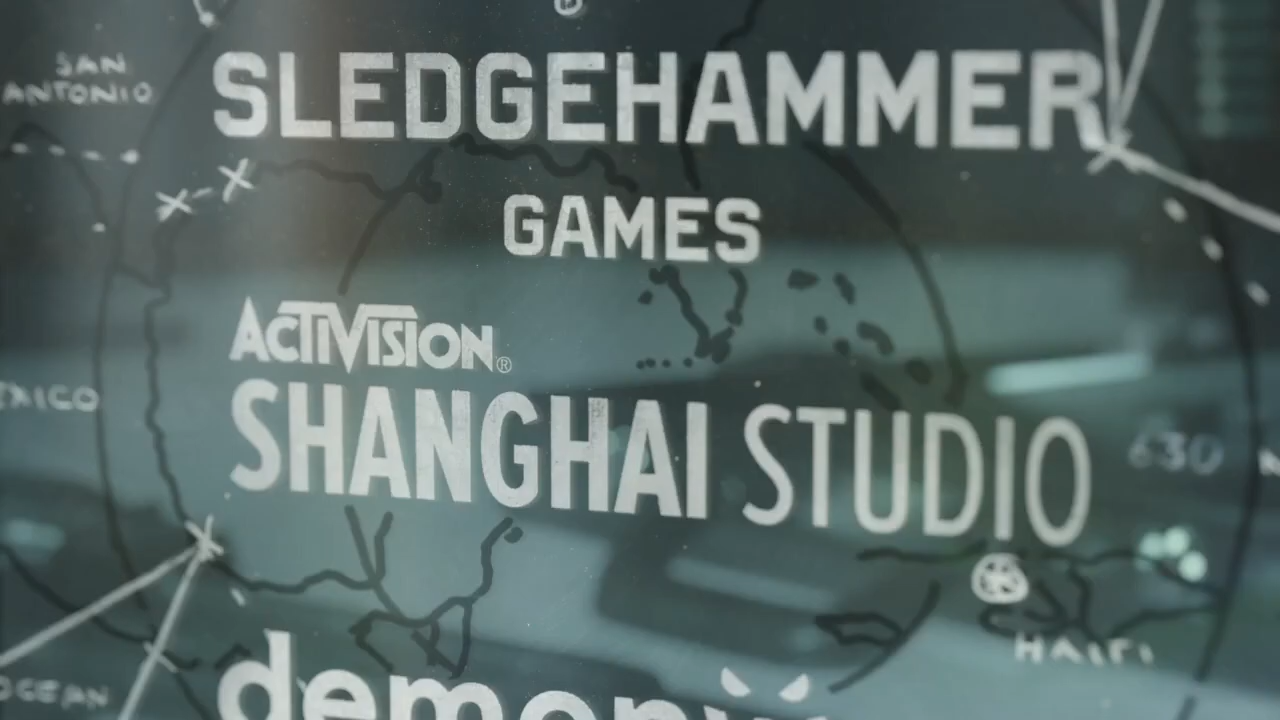 SAN
ANTONIO
SLEDGEHAMMER
GAMES
ACTIVISION®
SHANGHAI STUDIO
630
HAITI
OCEAN